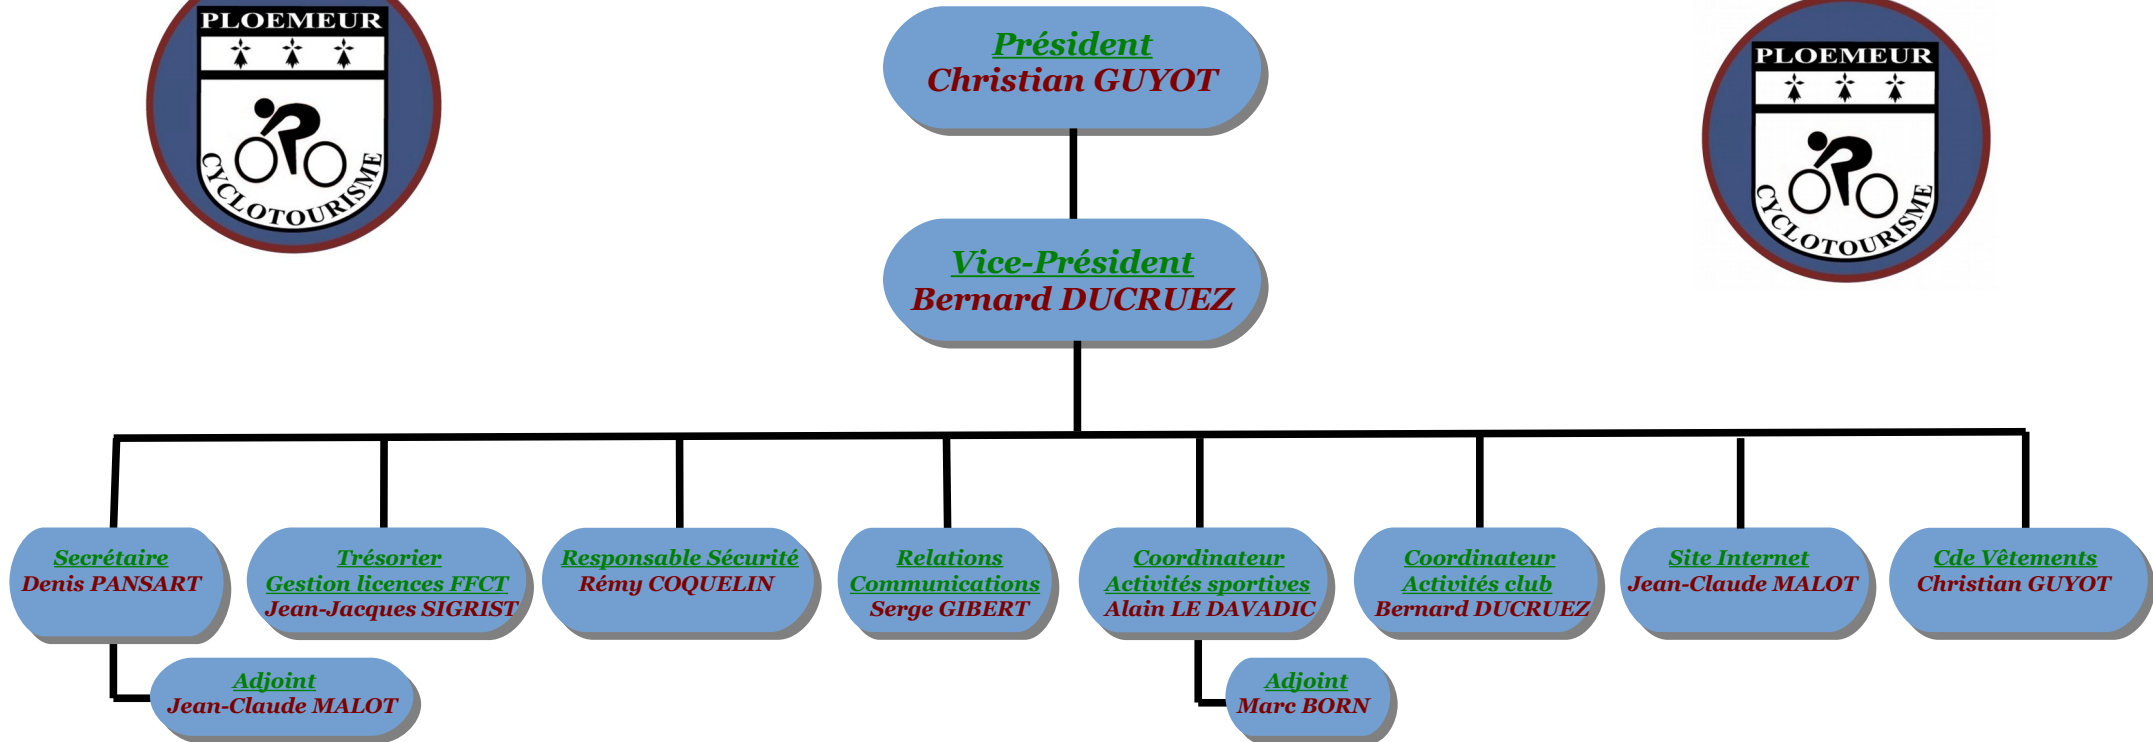 PLOEMEUR
CYCLOTOURISME
Président
Christian GUYOT
PLOEMEUR
CYCLOTOURISME
Vice-Président
Bernard DUCRUEZ
Secrétaire
Denis PANSART
Trésorier
Gestion licences FFCT
Jean-Jacques SIGRIST
Responsable Sécurité
Rémy COQUELIN
Relations
Communications
Serge GIBERT
Coordinateur
Activités sportives
Alain LE DAVADIC
Coordinateur
Activités club
Bernard DUCRUEZ
Site Internet
Jean-Claude MALOT
Cde Vêtements
Christian GUYOT
Adjoint
Jean-Claude MALOT
Adjoint
Marc BORN